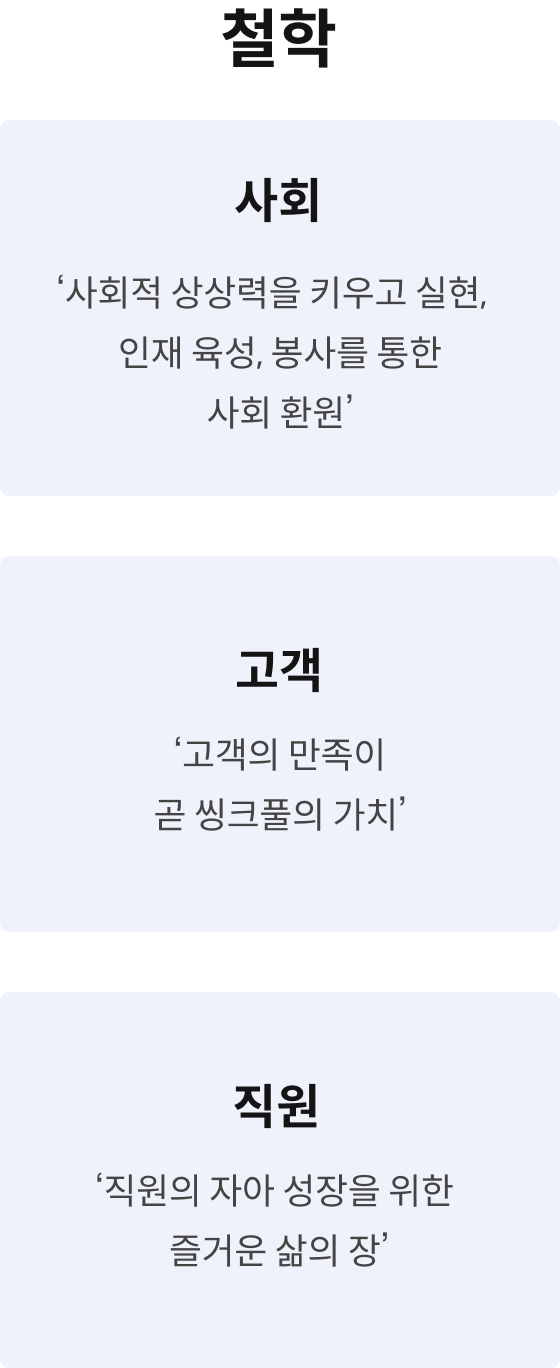 철학
사회
‘사회적 상상력을 키우고 실현,
인재 육성, 봉사를 통한
사회 환원’
고객
‘고객의 만족이
곧 씽크풀의 가치’
직원
‘직원의 자아 성장을 위한
즐거운 삶의 장’